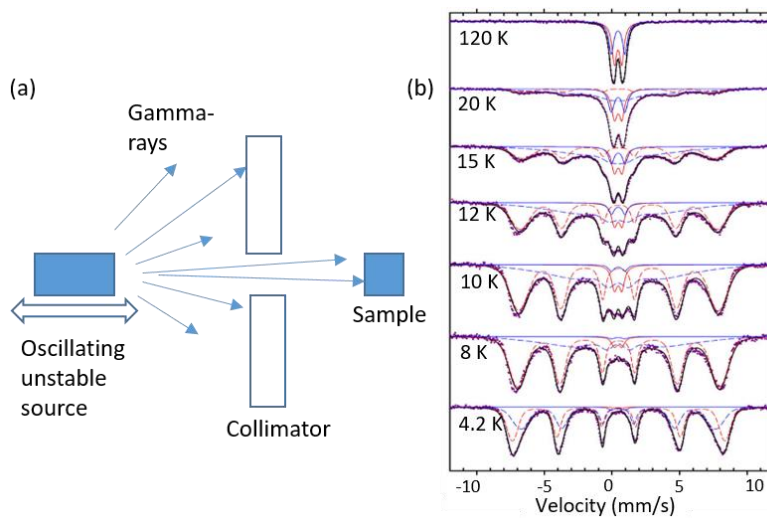 (a)
Gamma-
rays
Oscillating
unstable
source
Collimator
Sample
(b)
120 K
20 K
15 K
12 K
10 K
8 K
4.2 K
-10 -5 0 5 10
Velocity (mm/s)